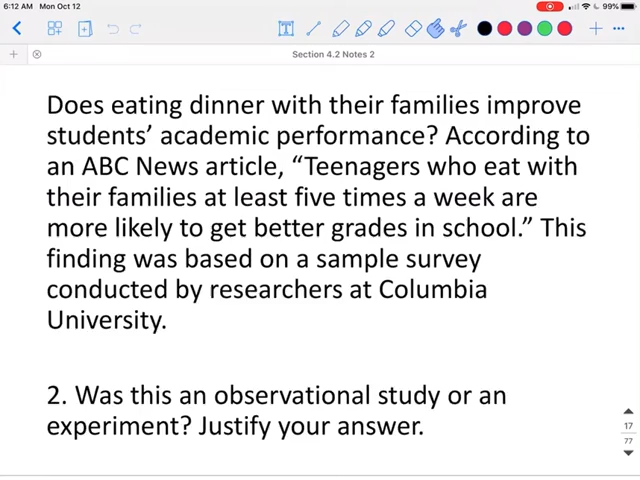 6:12 AM Mon Oct 12
99%
Section 4.2 Notes 2
Does eating dinner with their families improve
students’ academic performance? According to
an ABC News article, “Teenagers who eat with
their families at least five times a week are
more likely to get better grades in school.” This
finding was based on a sample survey
conducted by researchers at Columbia
University.
2. Was this an observational study or an
experiment? Justify your answer.
17
77